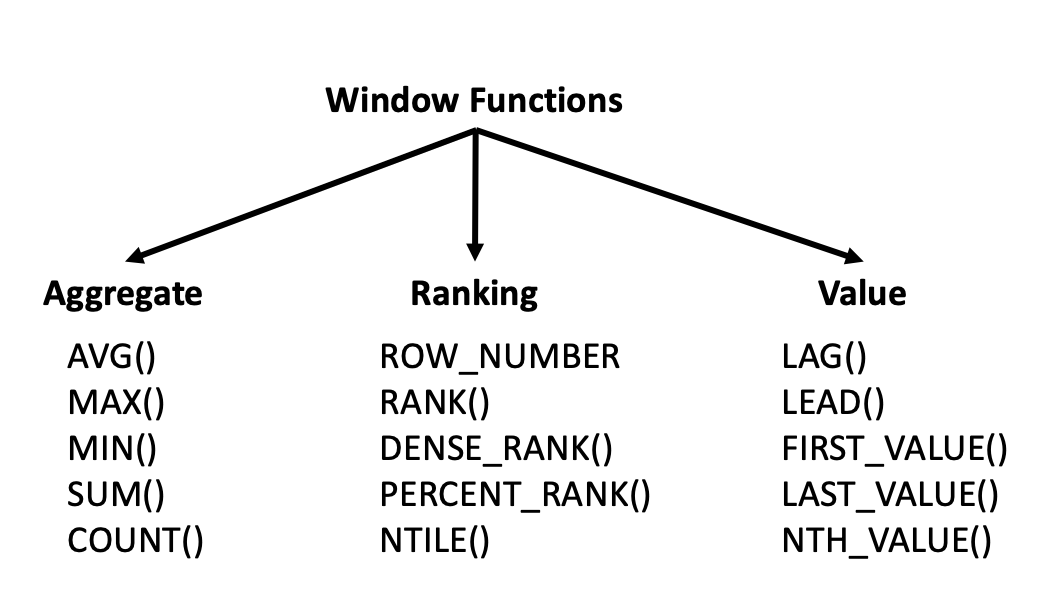 Window Functions
Aggregate
AVG()
MAX()
MIN()
SUM()
COUNT()
Ranking
ROW_NUMBER
RANK()
DENSE_RANK()
PERCENT_RANK()
NTILE()
Value
LAG()
LEAD()
FIRST_VALUE()
LAST_VALUE()
NTH_VALUE()